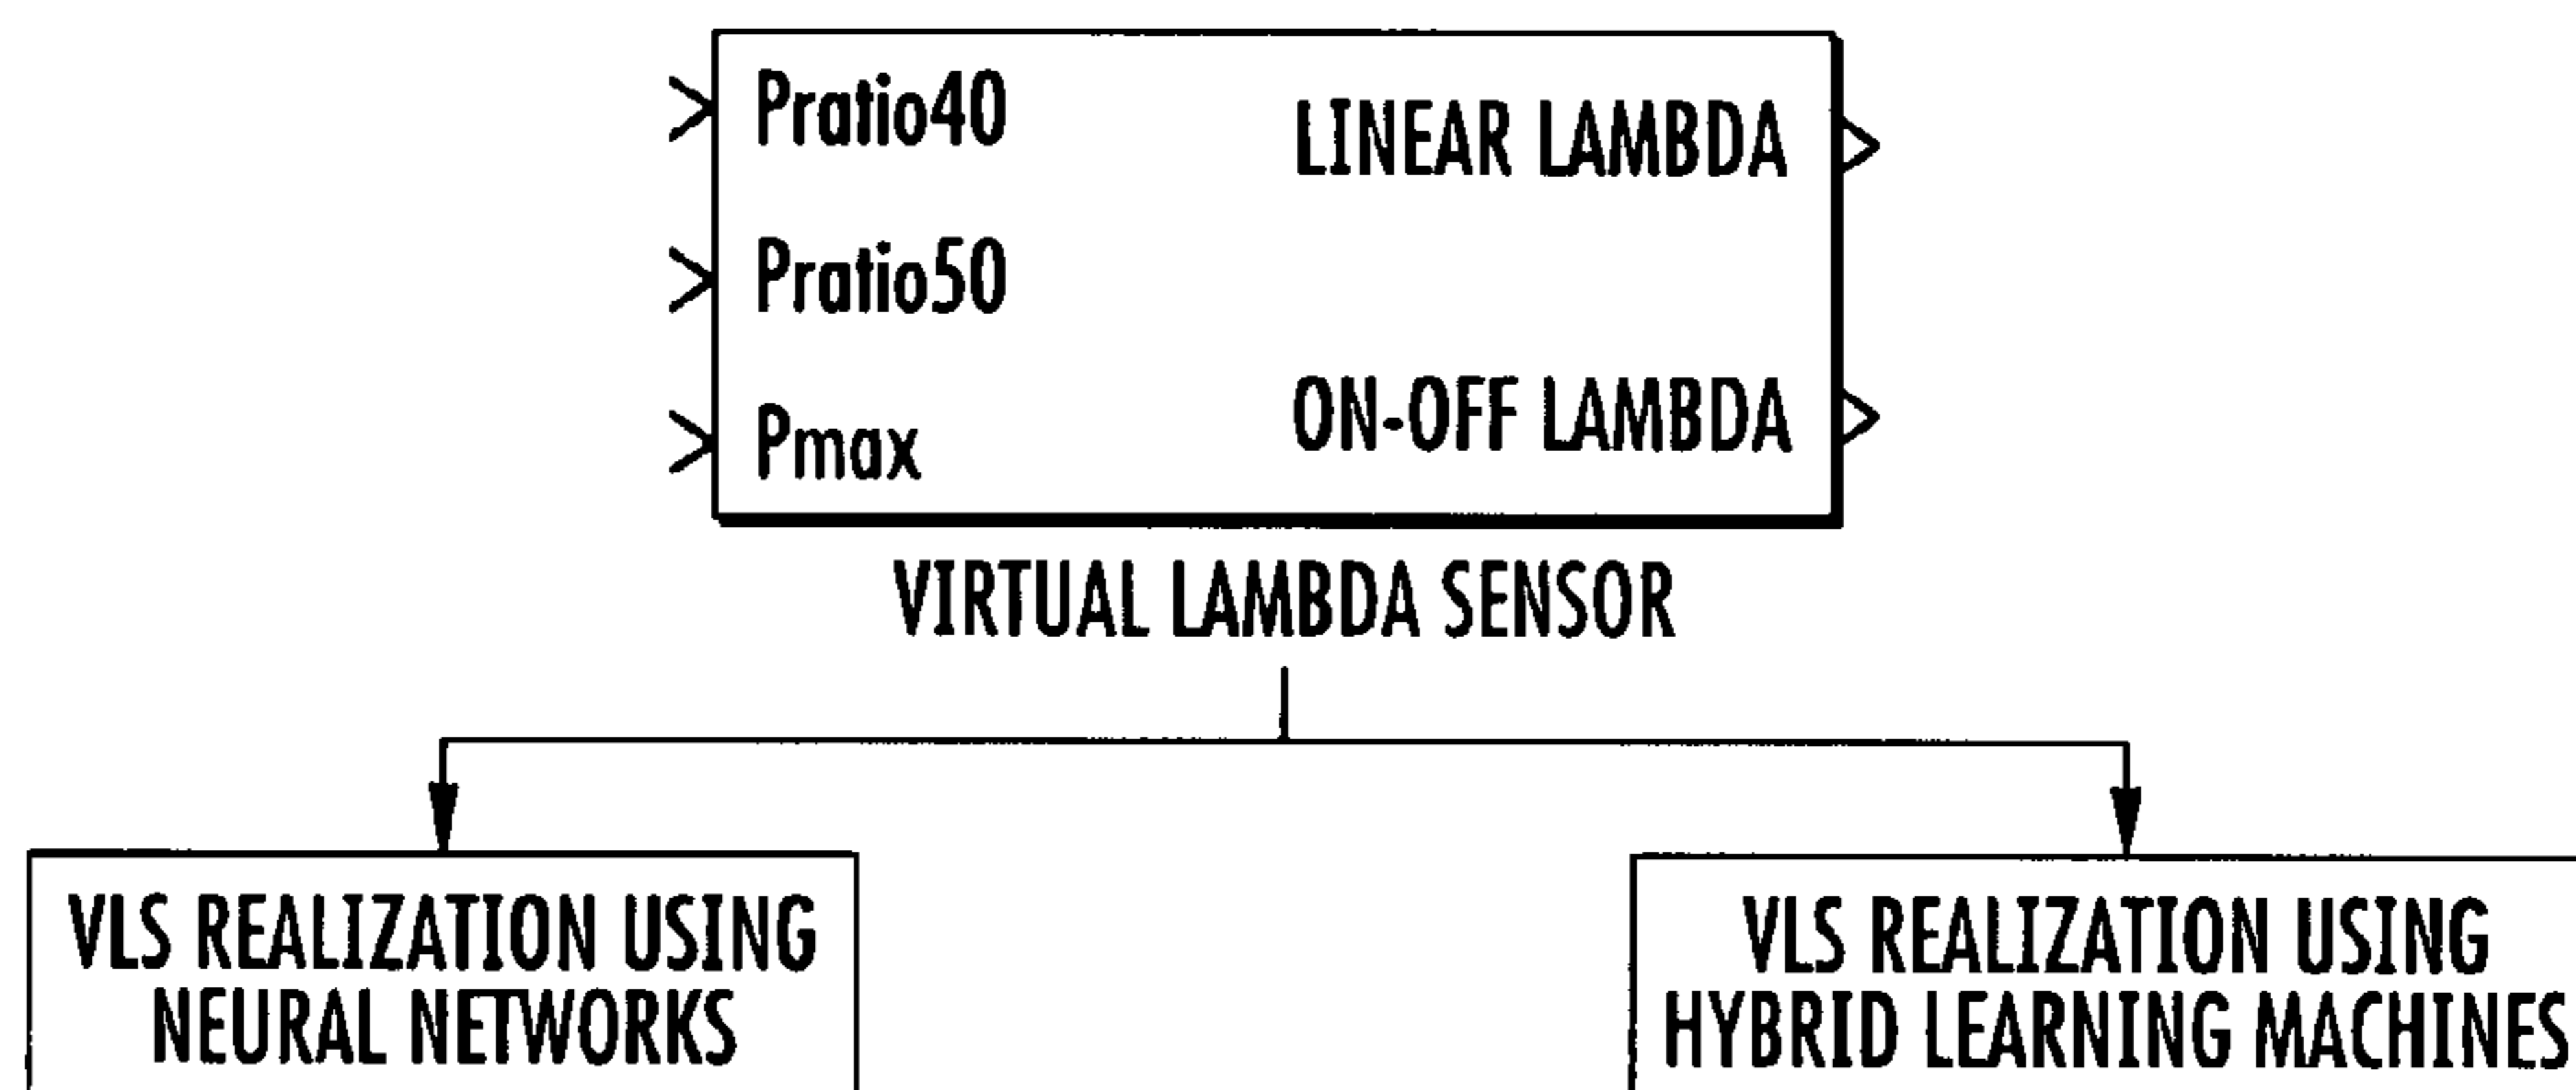 Pratio40
LINEAR LAMBDA
Pratio50
Pmax
ON-OFF LAMBDA
VIRTUAL LAMBDA SENSOR
VLS REALIZATION USING
NEURAL NETWORKS
VLS REALIZATION USING
HYBRID LEARNING MACHINES